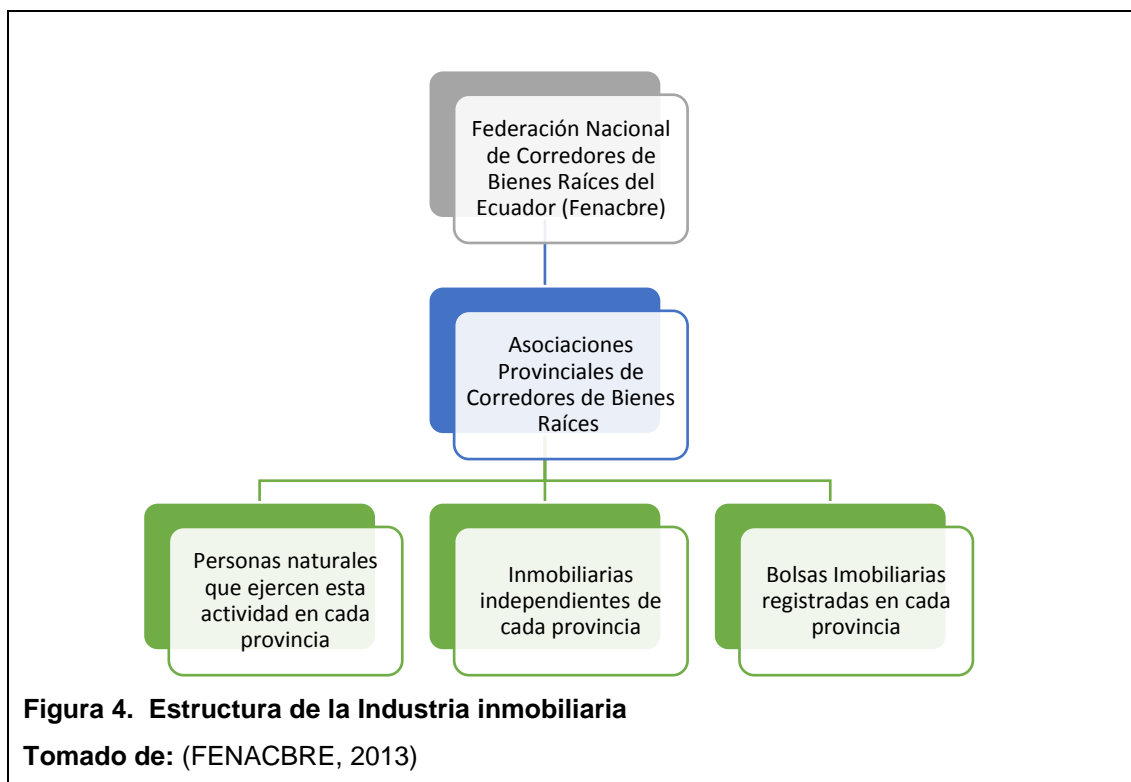 Federación Nacional
de Corredores de
Bienes Raíces del
Ecuador (Fenacbre)
Asociaciones
Provinciales de
Corredores de Bienes
Raíces
Personas naturales
que ejercen esta
actividad en cada
provincia
Inmobiliarias
independientes de
cada provincia
Bolsas Imobiliarias
registradas en cada
provincia
Figura 4. Estructura de la Industria inmobiliaria
Tomado de: (FENACBRE, 2013)